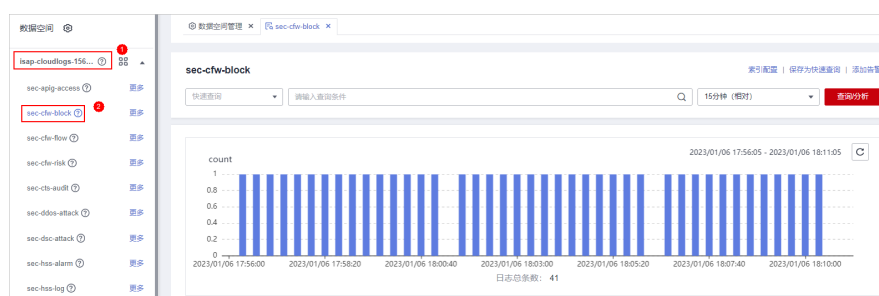 数据空间
isap-cloudlogs-156...
1
sec-apig-access
更多
sec-cfw-block
2
更多
sec-cfw-flow
更多
sec-cfw-risk
更多
sec-cts-audit
更多
sec-ddos-attack
更多
sec-dsc-attack
更多
sec-hss-alarm
更多
sec-hss-log
更多
数据空间管理 × sec-cfw-block ×
sec-cfw-block
索引配置 | 保存为快速查询 | 添加告警
快速查询
请输入查询条件
15分钟（相对）
查询/分析
2023/01/06 17:56:05 - 2023/01/06 18:11:05
count
1
0.8
0.6
0.4
0.2
0
2023/01/06 17:56:00 2023/01/06 17:58:20 2023/01/06 18:00:40 2023/01/06 18:03:00 2023/01/06 18:05:20 2023/01/06 18:07:40 2023/01/06 18:10:00
日志总条数： 41